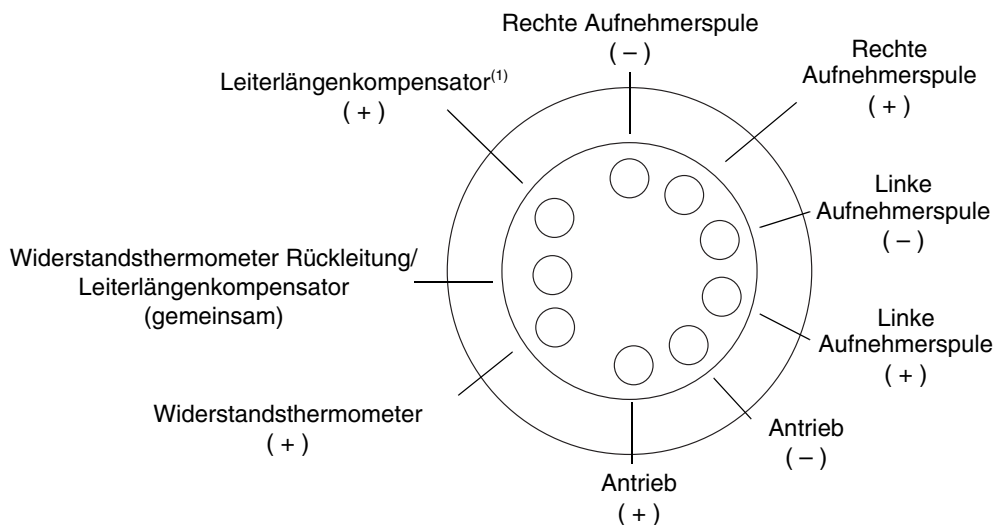 Rechte Aufnehmerspule
( – )
Rechte
Aufnehmerspule
( + )
Leiterlängenkompensator(1)
( + )
Linke
Aufnehmerspule
( – )
Widerstandsthermometer Rückleitung/
Leiterlängenkompensator
(gemeinsam)
Linke
Aufnehmerspule
( + )
Widerstandsthermometer
( + )
Antrieb
( – )
Antrieb
( + )